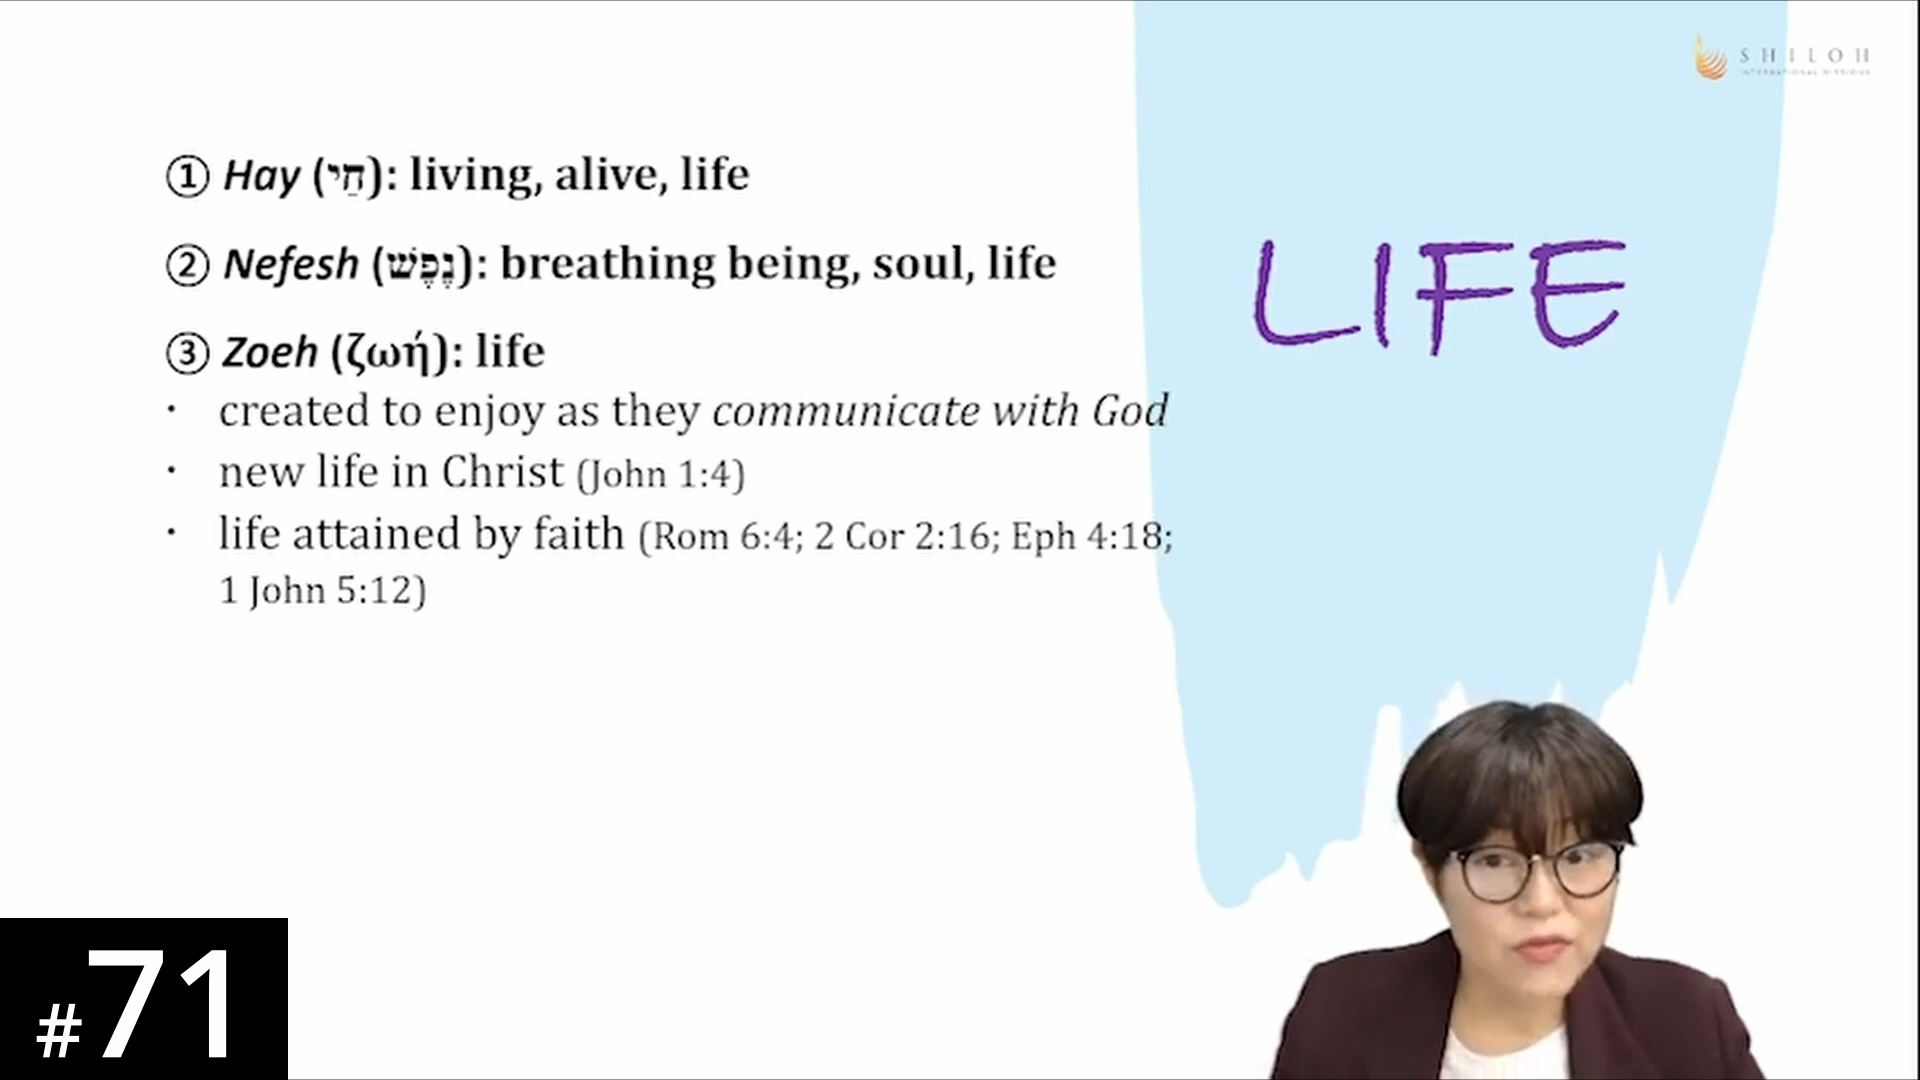 SHILOH
INTERNATIONAL MISSIONS
① Hay (חַי): living, alive, life
② Nefesh (נֶפֶשׁ): breathing being, soul, life
③ Zoeh (ζωή): life
· created to enjoy as they communicate with God
· new life in Christ (John 1:4)
· life attained by faith (Rom 6:4; 2 Cor 2:16; Eph 4:18;
1 John 5:12)
LIFE
#71